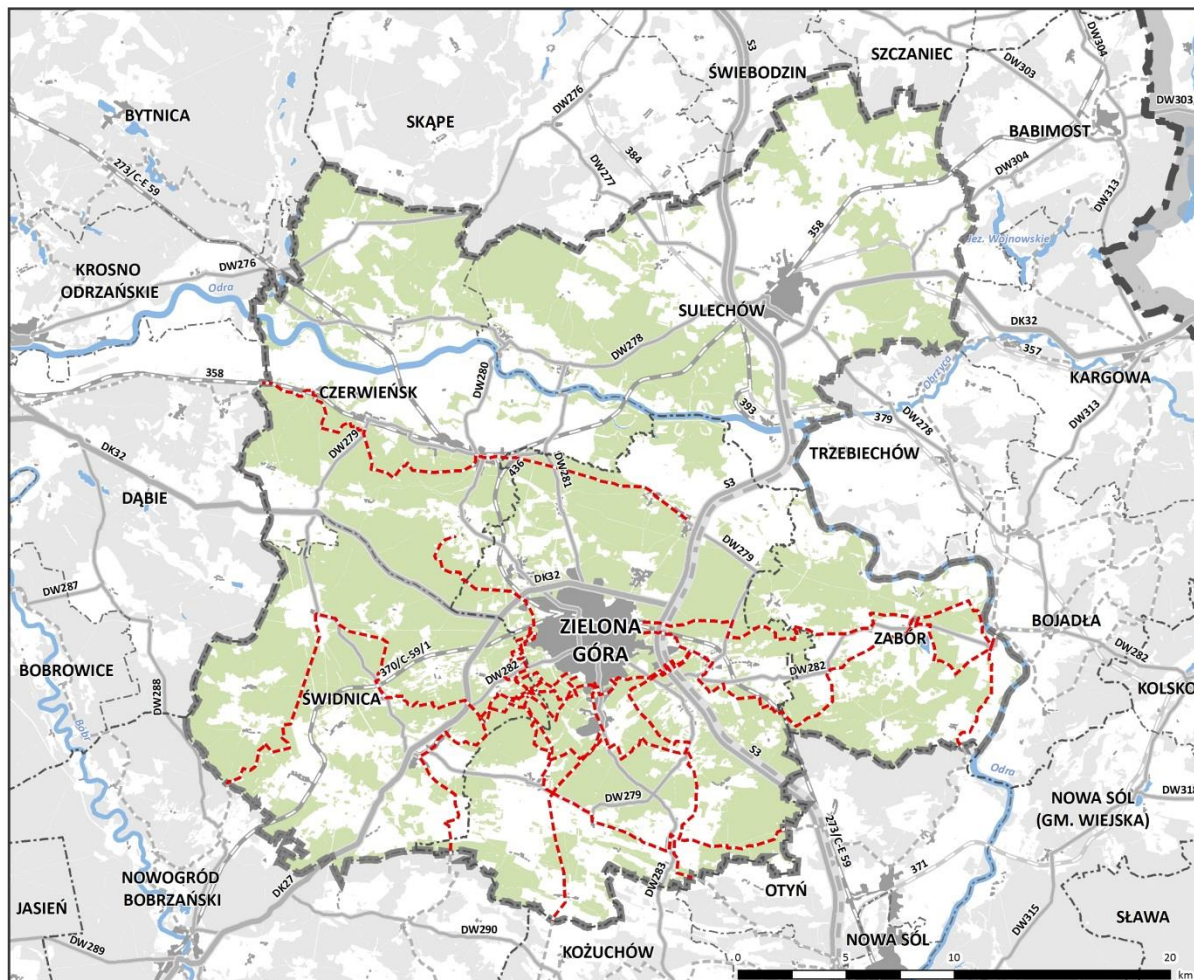 SZCZANIEC
S3
DW304
ŚWIEBODZIN
DW303
DW276
DW303
BYTNICA
SKĄPE
BABIMOST
384
DW304
273/C-E 59
DW277
DW313
358
Jez. Wojnowskie
KROSNO
ODRZAŃSKIE
DW276
Odra
SULECHÓW
DK32
DW278
357
Obrzyca
KARGOWA
358
CZERWIEŃSK
DW280
393
379
DW278
DW313
DW279
TRZEBIECHÓW
DK32
436
DW281
DĄBIE
S3
DW279
DW287
DK32
ZIELONA
GÓRA
ZABÓR
BOJADŁA
370/C-59/1
DW282
DW282
DW282
BOBROWICE
DW288
ŚWIDNICA
KOLSKO
Bóbr
S3
Odra
DW279
NOWA SÓL
(GM. WIEJSKA)
DW318
273/C-E 59
371
NOWOGRÓD
BOBRZAŃSKI
DK27
DW283
OTYŃ
JASIEŃ
DW315
SŁAWA
DW290
DW289
KOŻUCHÓW
NOWA SÓL
0 5 10 20
km